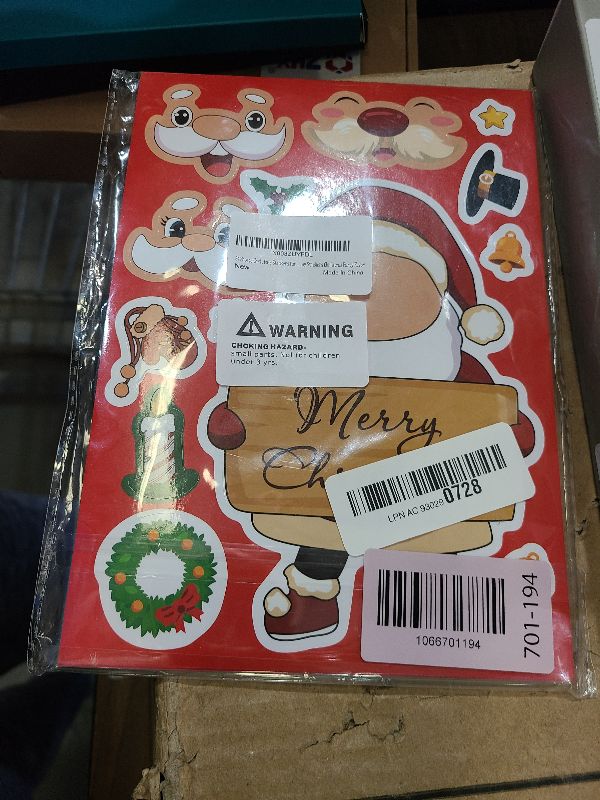 New
Made in China
WARNING
CHOKING HAZARD-
small parts. Not for children
under 3 yrs.
Merry
LPN AC 93029 0728
1066701194
701-194